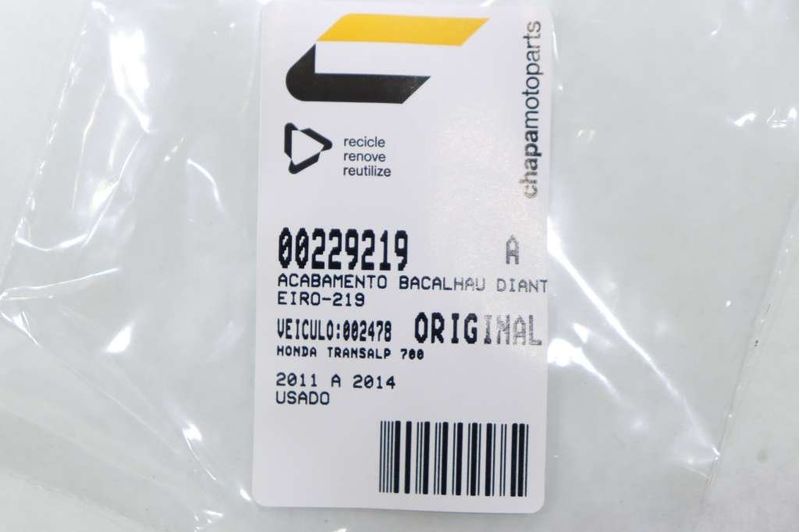 chapamotoparts
recicle
renove
reutilize
00229219 A
ACABAMENTO BACALHAU DIANT
EIRO-219
VEICULO:002478 ORIGINAL
HONDA TRANSALP 700
2011 A 2014
USADO